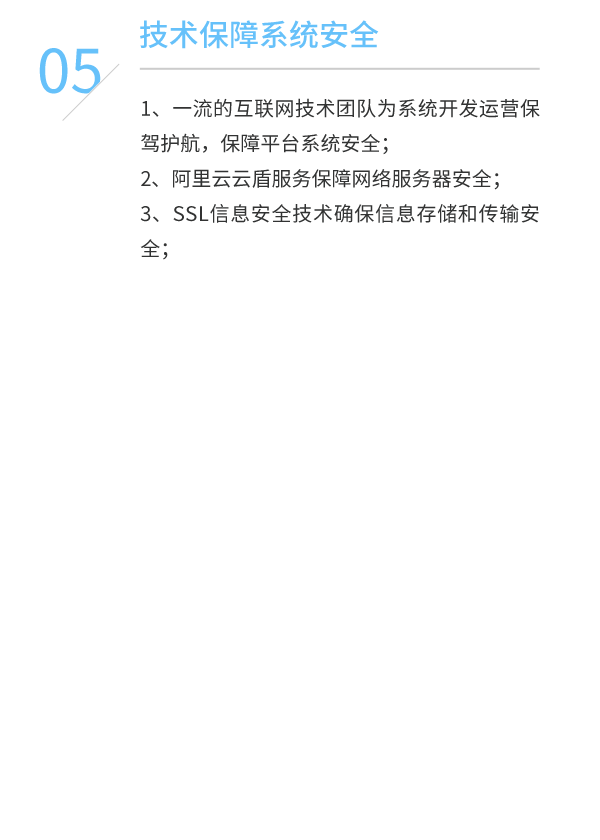 05
技术保障系统安全
1、一流的互联网技术团队为系统开发运营保
驾护航，保障平台系统安全；
2、阿里云云盾服务保障网络服务器安全；
3、SSL信息安全技术确保信息存储和传输安
全；